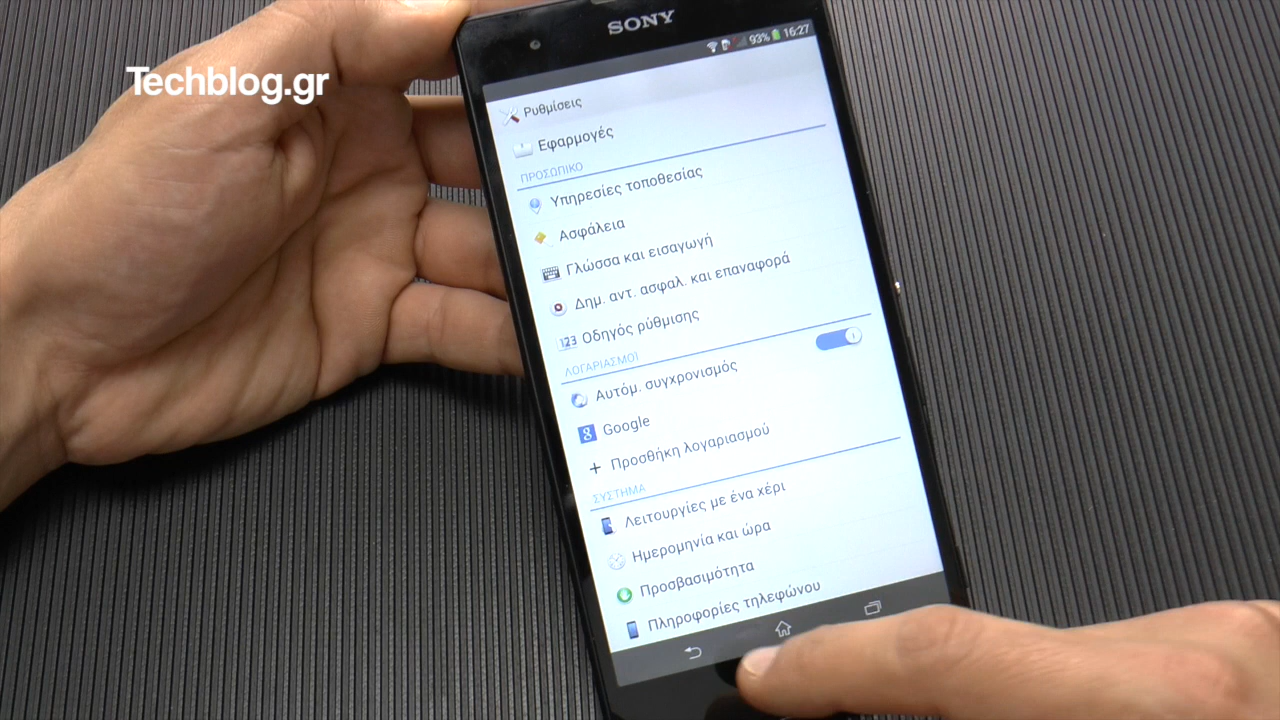 SONY
Techblog.gr
93% 16:27
Ρυθμίσεις
Εφαρμογές
ΠΡΟΣΩΠΙΚΟ
Υπηρεσίες τοποθεσίας
Ασφάλεια
Γλώσσα και εισαγωγή
Δημ. αντ. ασφαλ. και επαναφορά
123 Οδηγός ρύθμισης
ΛΟΓΑΡΙΑΣΜΟΙ
Αυτόμ. συγχρονισμός
g Google
+ Προσθήκη λογαριασμού
ΣΥΣΤΗΜΑ
Λειτουργίες με ένα χέρι
Ημερομηνία και ώρα
Προσβασιμότητα
Πληροφορίες τηλεφώνου